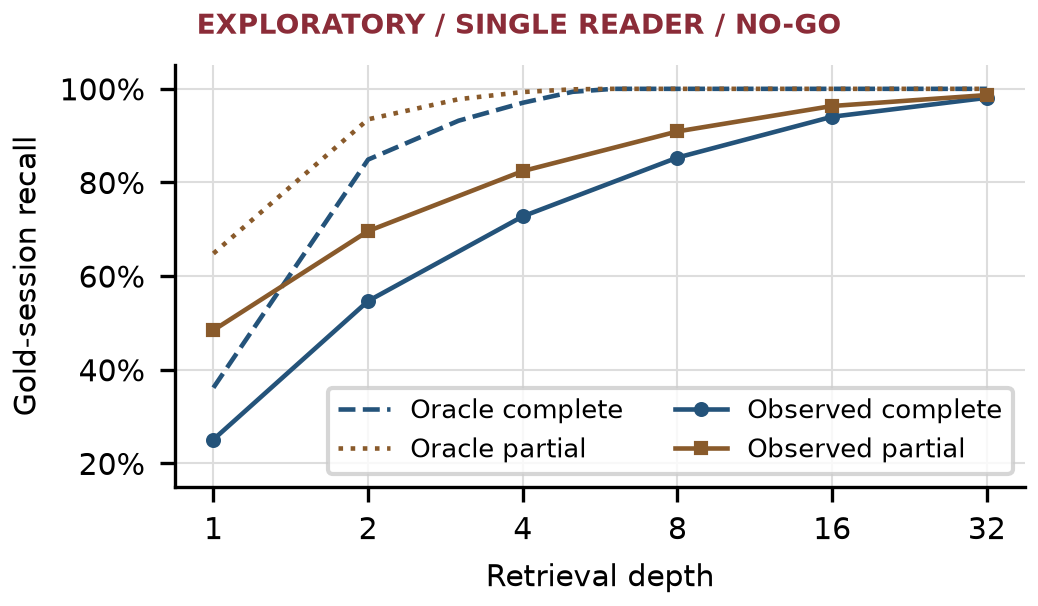 EXPLORATORY / SINGLE READER / NO-GO
Gold-session recall
100%
80%
60%
40%
20%
Oracle complete
Oracle partial
Observed complete
Observed partial
1 2 4 8 16 32
Retrieval depth